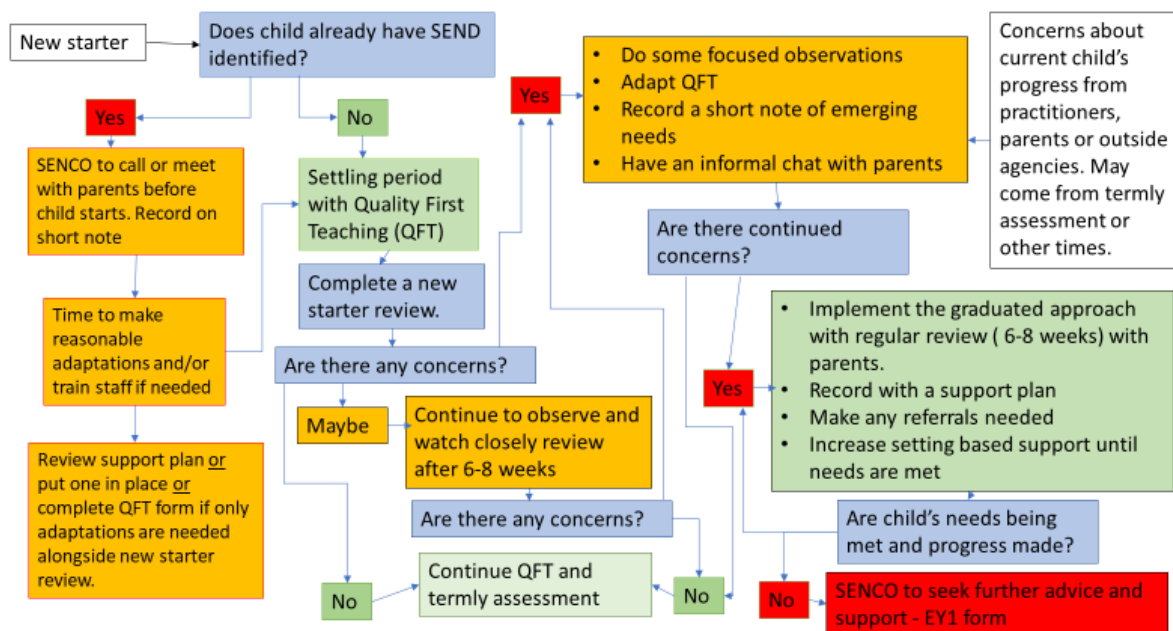 New starter
Does child already have SEND
identified?
Yes
No
SENCO to call or meet
with parents before
child starts. Record on
short note
Settling period
with Quality First
Teaching (QFT)
Time to make
reasonable
adaptations and/or
train staff if needed
Complete a new
starter review.
Are there any concerns?
Review support plan or
put one in place or
complete QFT form if only
adaptations are needed
alongside new starter
review.
Maybe
Continue to observe and
watch closely review
after 6-8 weeks
Are there any concerns?
No
Continue QFT and
termly assessment
No
Yes
• Do some focused observations
• Adapt QFT
• Record a short note of emerging
needs
• Have an informal chat with parents
Concerns about
current child's
progress from
practitioners,
parents or outside
agencies. May
come from termly
assessment or
other times.
Are there continued
concerns?
Yes
• Implement the graduated approach
with regular review ( 6-8 weeks) with
parents.
• Record with a support plan
• Make any referrals needed
• Increase setting based support until
needs are met
Are child's needs being
met and progress made?
No
SENCO to seek further advice and
support - EY1 form